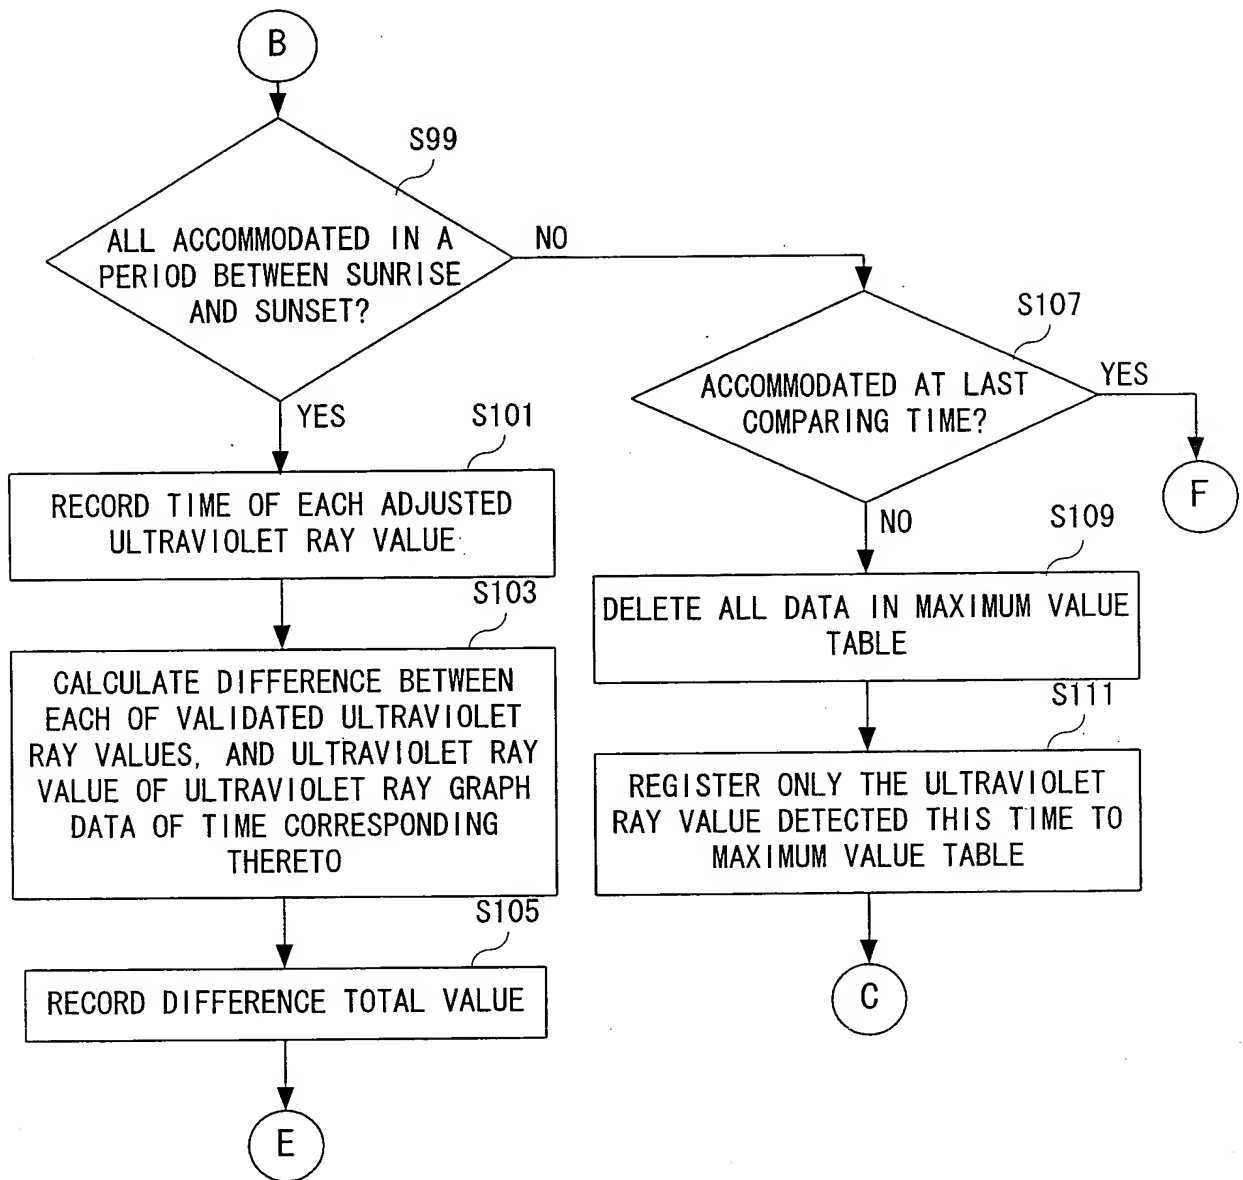 B
S99
ALL ACCOMMODATED IN A
PERIOD BETWEEN SUNRISE
AND SUNSET?
NO
YES
S101
RECORD TIME OF EACH ADJUSTED
ULTRAVIOLET RAY VALUE
S103
CALCULATE DIFFERENCE BETWEEN
EACH OF VALIDATED ULTRAVIOLET
RAY VALUES, AND ULTRAVIOLET RAY
VALUE OF ULTRAVIOLET RAY GRAPH
DATA OF TIME CORRESPONDING
THERETO
S105
RECORD DIFFERENCE TOTAL VALUE
E
S107
ACCOMMODATED AT LAST
COMPARING TIME?
YES
F
NO
S109
DELETE ALL DATA IN MAXIMUM VALUE
TABLE
S111
REGISTER ONLY THE ULTRAVIOLET
RAY VALUE DETECTED THIS TIME TO
MAXIMUM VALUE TABLE
C